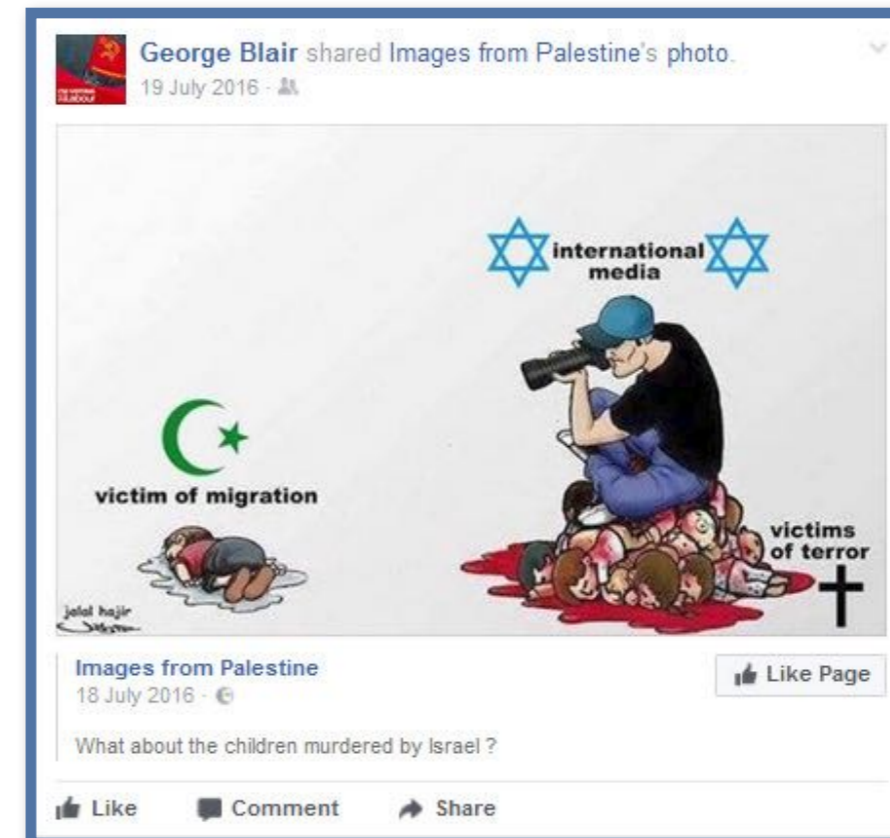 George Blair shared Images from Palestine's photo.
19 July 2016
international
media
victim of migration
victims
of terror
jalal hajir
Images from Palestine
18 July 2016
Like Page
What about the children murdered by Israel ?
Like Comment Share